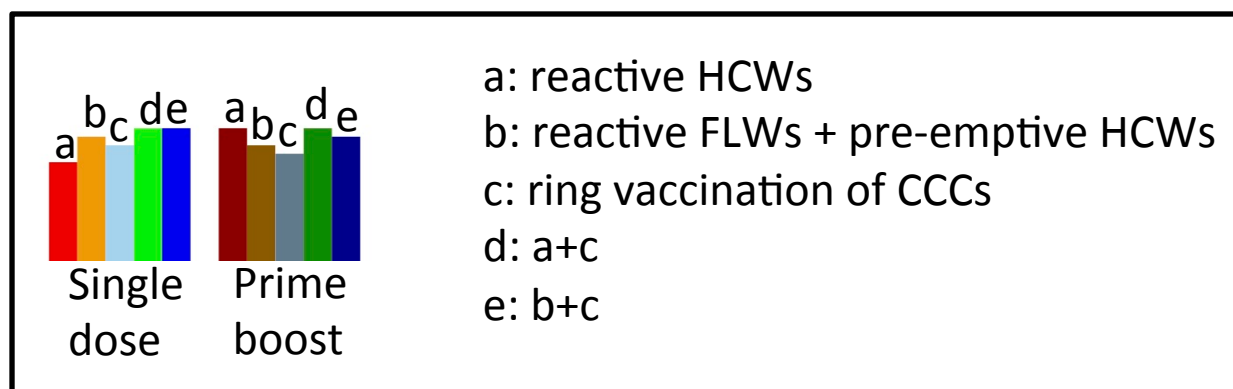 a b c d e
Single
dose
a b c d e
Prime
boost
a: reactive HCWs
b: reactive FLWs + pre-emptive HCWs
c: ring vaccination of CCCs
d: a+c
e: b+c